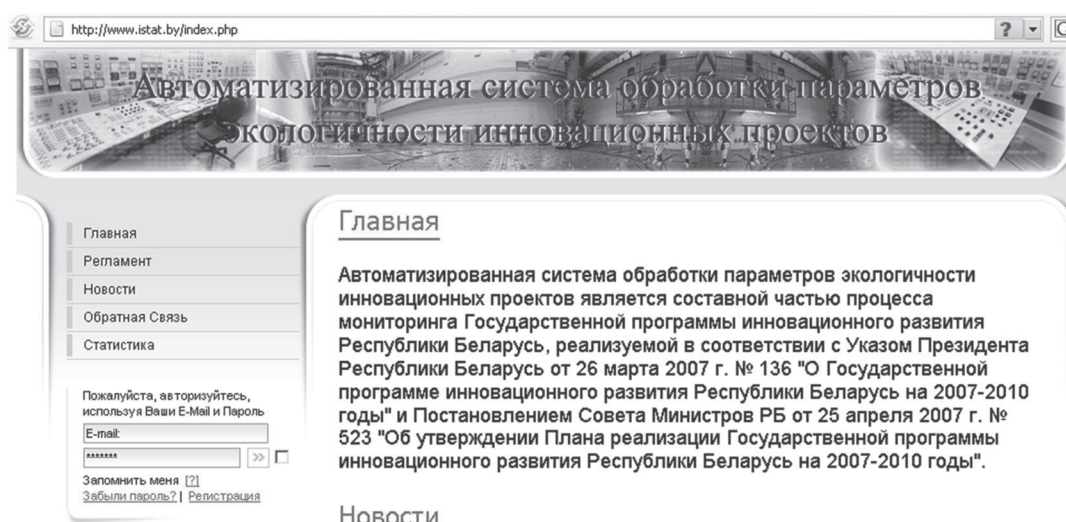 http://www.istat.by/index.php
?
Автоматизированная система обработки параметров
экологичности инновационных проектов
Главная
Регламент
Новости
Обратная Связь
Статистика
Пожалуйста, авторизуйтесь,
используя Ваши E-Mail и Пароль
E-mail:
*******
>>
Запомнить меня [?]
Забыли пароль? | Регистрация
Главная
Автоматизированная система обработки параметров экологичности
инновационных проектов является составной частью процесса
мониторинга Государственной программы инновационного развития
Республики Беларусь, реализуемой в соответствии с Указом Президента
Республики Беларусь от 26 марта 2007 г. № 136 "О Государственной
программе инновационного развития Республики Беларусь на 2007-2010
годы" и Постановлением Совета Министров РБ от 25 апреля 2007 г. №
523 "Об утверждении Плана реализации Государственной программы
инновационного развития Республики Беларусь на 2007-2010 годы".
Новости